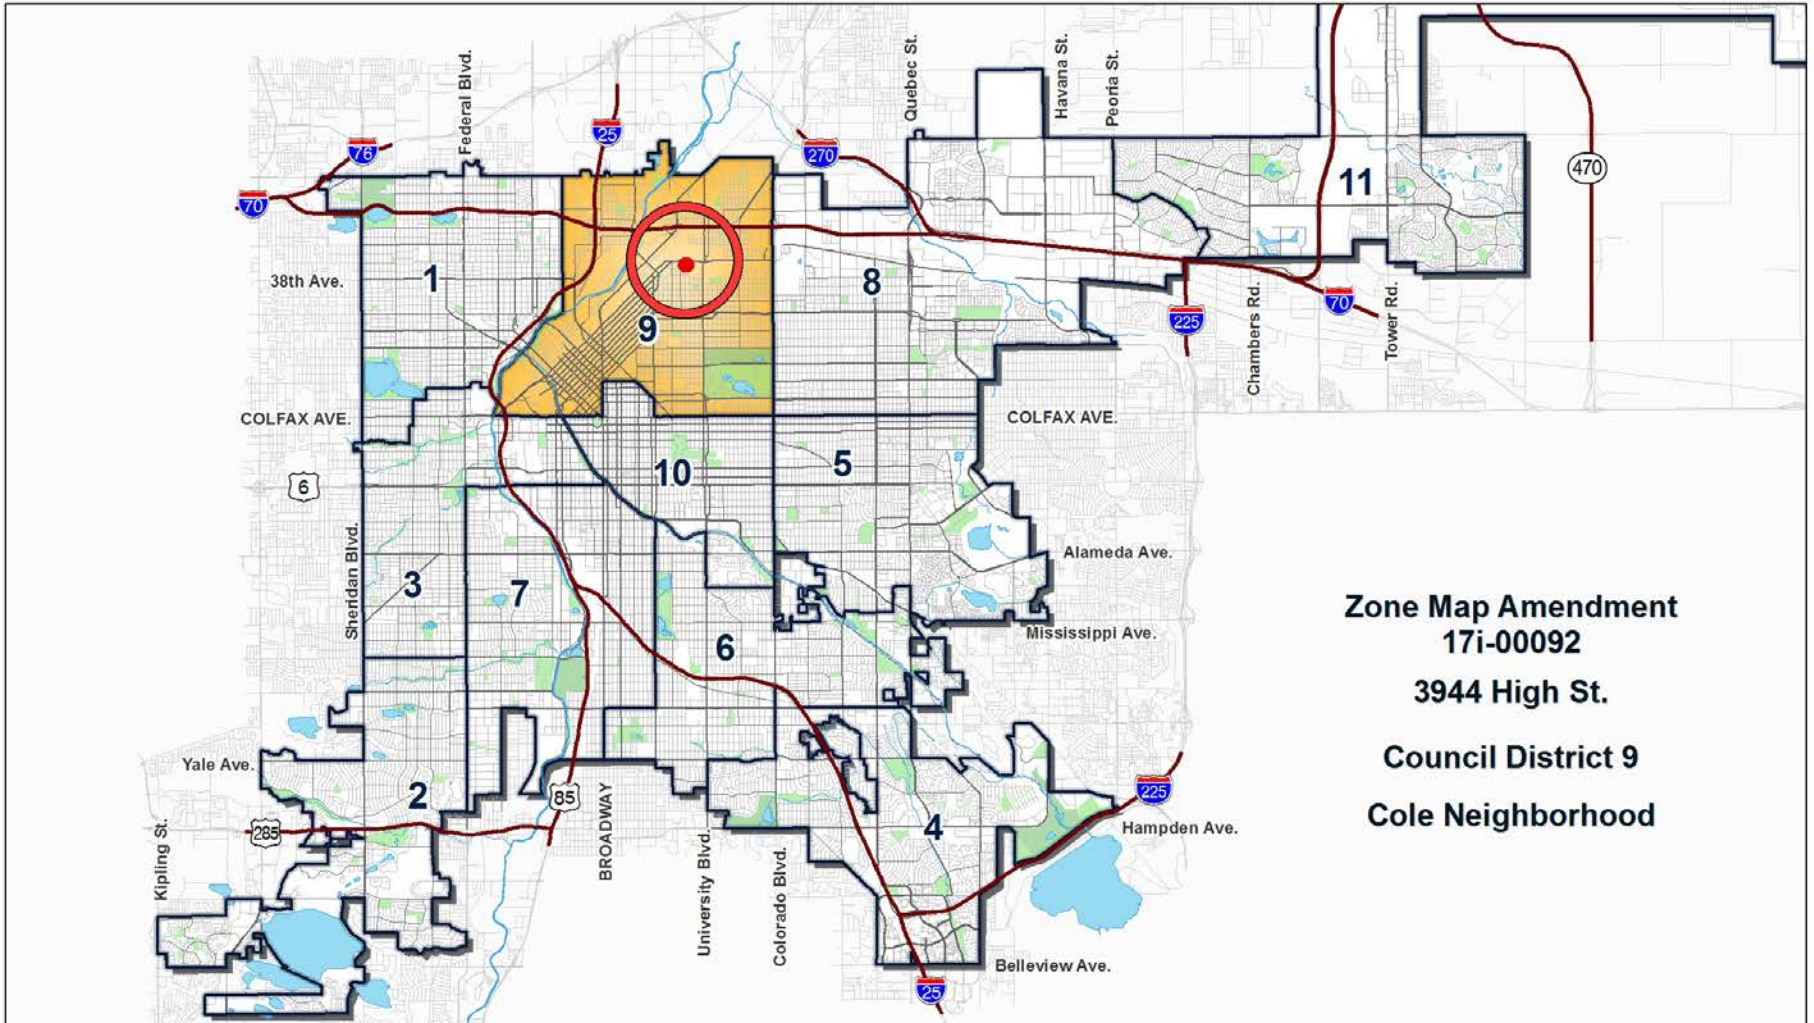 Federal Blvd.
25
76
70
270
Quebec St.
Havana St.
Peoria St.
470
11
38th Ave.
1
9
8
225
Chambers Rd.
70
Tower Rd.
COLFAX AVE.
COLFAX AVE.
6
10
5
Sheridan Blvd.
3
7
Alameda Ave.
Mississippi Ave.
6
Zone Map Amendment
17i-00092
3944 High St.
Council District 9
Cole Neighborhood
Yale Ave.
2
85
BROADWAY
285
Kipling St.
University Blvd.
Colorado Blvd.
4
225
Hampden Ave.
Belleview Ave.
25